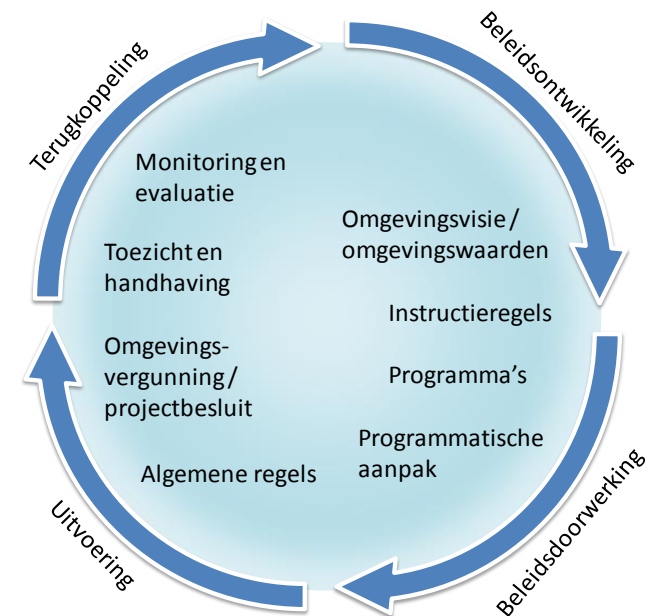 Beleidsontwikkeling
Omgevingsvisie /
omgevingswaarden
Instructieregels
Programma's
Programmatische
aanpak
Beleidsdoorwerking
Algemene regels
Uitvoering
Omgevings-
vergunning /
projectbesluit
Toezicht en
handhaving
Monitoring en
evaluatie
Terugkoppeling